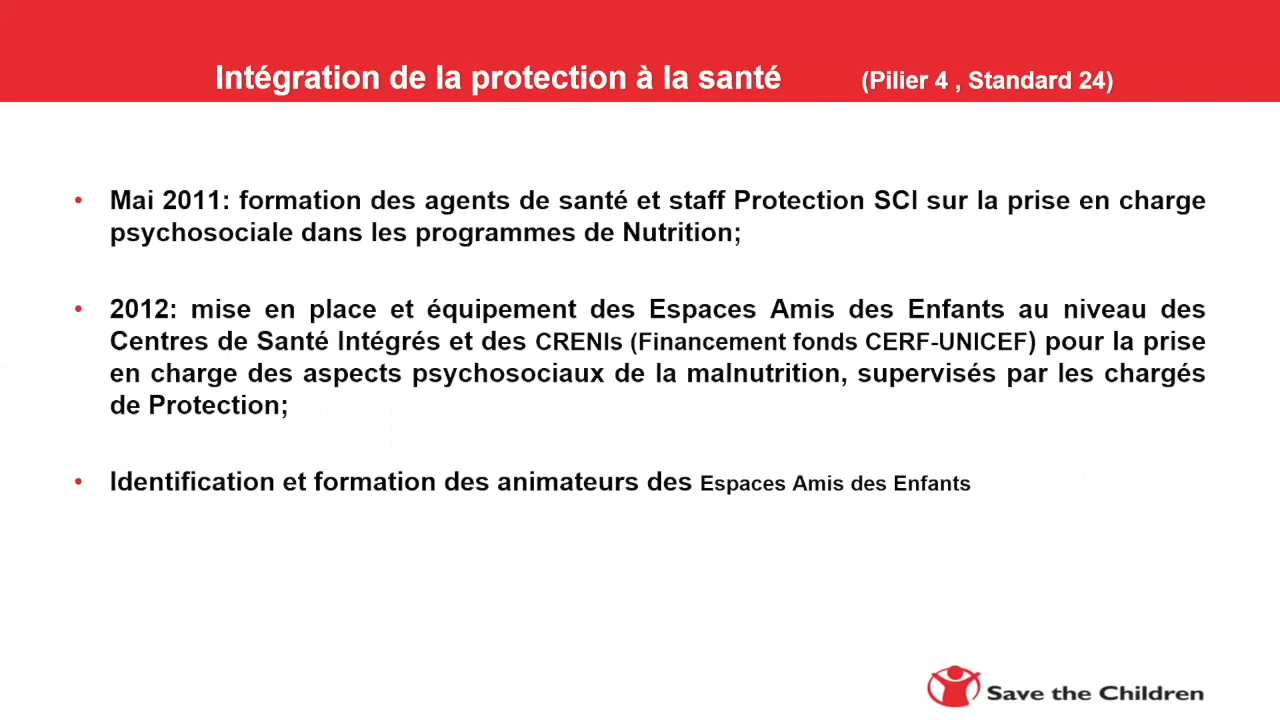 Intégration de la protection à la santé (Pilier 4 , Standard 24)
• Mai 2011: formation des agents de santé et staff Protection SCI sur la prise en charge
psychosociale dans les programmes de Nutrition;
• 2012: mise en place et équipement des Espaces Amis des Enfants au niveau des
Centres de Santé Intégrés et des CRENIs (Financement fonds CERF-UNICEF) pour la prise
en charge des aspects psychosociaux de la malnutrition, supervisés par les chargés
de Protection;
• Identification et formation des animateurs des Espaces Amis des Enfants
Save the Children